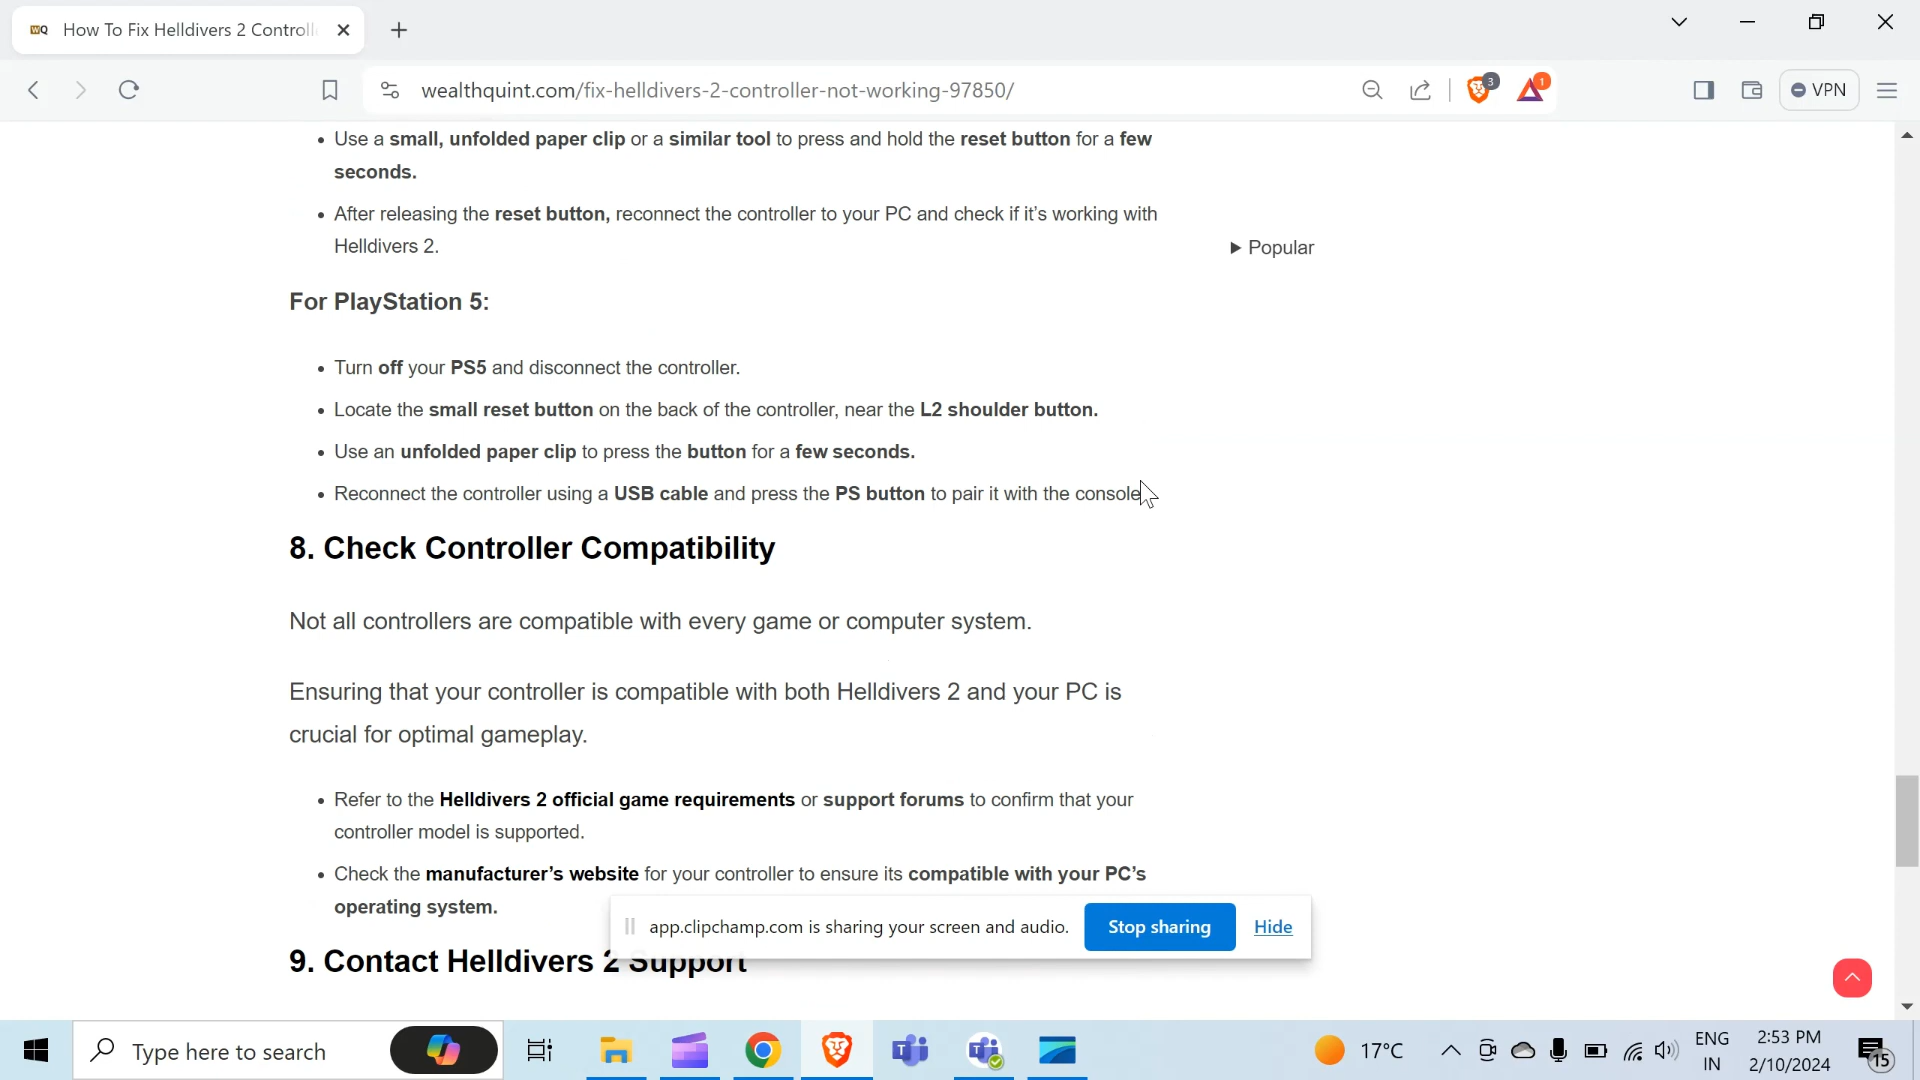 WQ How To Fix Helldivers 2 Controll
wealthquint.com/fix-helldivers-2-controller-not-working-97850/
3
1
VPN
• Use a small, unfolded paper clip or a similar tool to press and hold the reset button for a few
seconds.
• After releasing the reset button, reconnect the controller to your PC and check if it's working with
Helldivers 2.
▶ Popular
For PlayStation 5:
• Turn off your PS5 and disconnect the controller.
• Locate the small reset button on the back of the controller, near the L2 shoulder button.
• Use an unfolded paper clip to press the button for a few seconds.
• Reconnect the controller using a USB cable and press the PS button to pair it with the console
8. Check Controller Compatibility
Not all controllers are compatible with every game or computer system.
Ensuring that your controller is compatible with both Helldivers 2 and your PC is
crucial for optimal gameplay.
• Refer to the Helldivers 2 official game requirements or support forums to confirm that your
controller model is supported.
• Check the manufacturer's website for your controller to ensure its compatible with your PC's
operating system.
app.clipchamp.com is sharing your screen and audio. Stop sharing Hide
9. Contact Helldivers 2 Support
Type here to search
17°C
ENG
IN
2:53 PM
2/10/2024
15